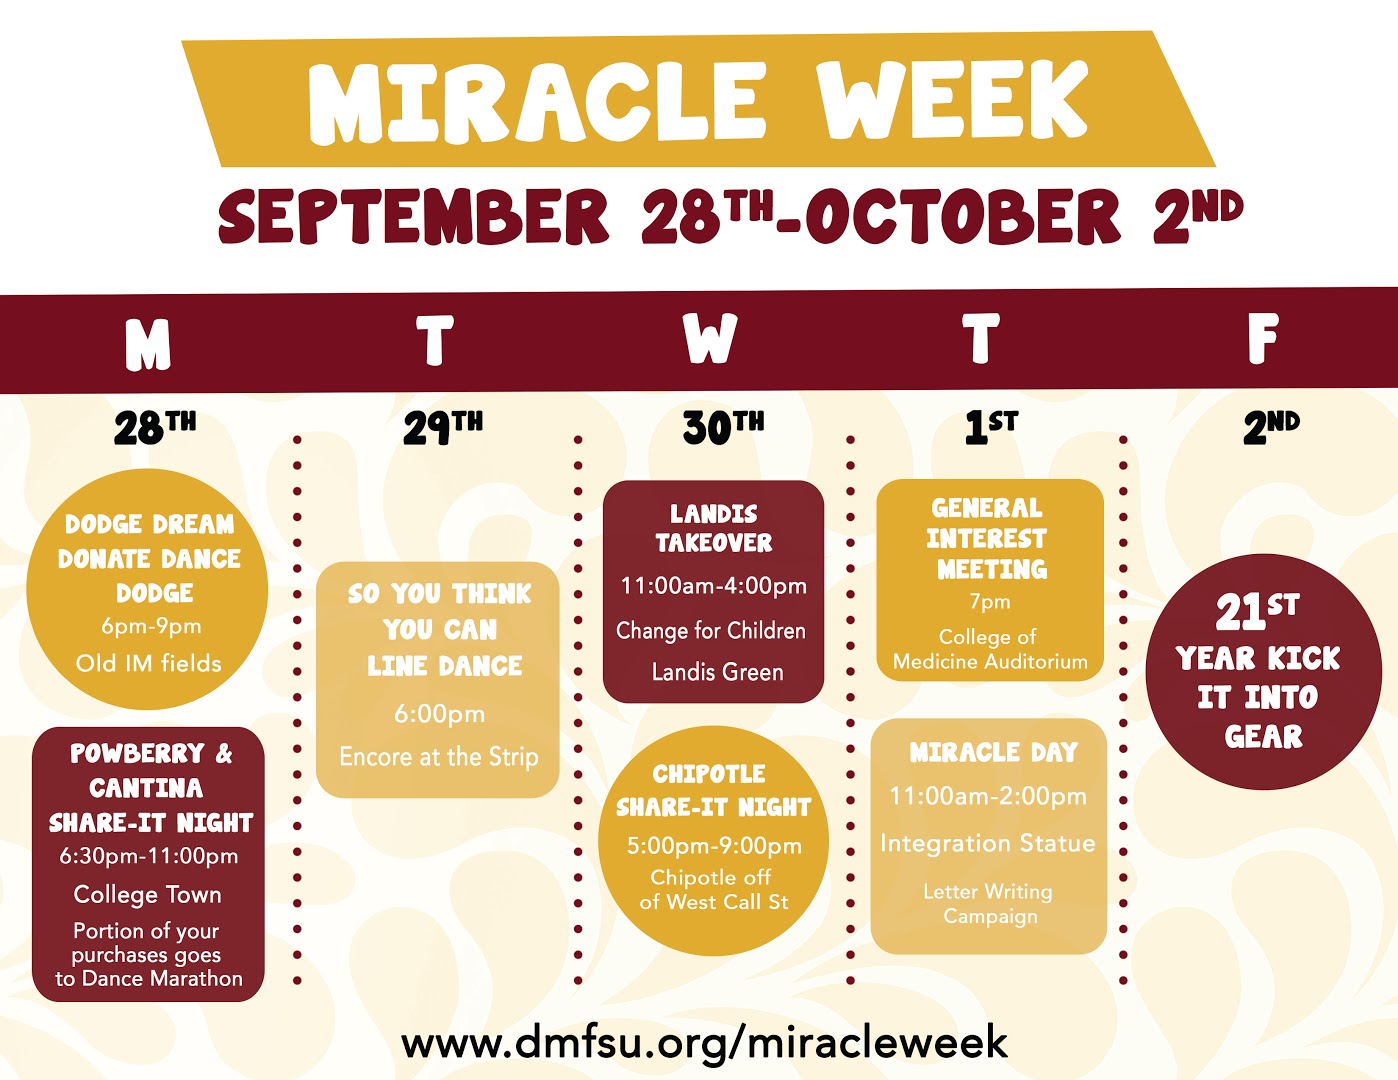 MIRACLE WEEK
SEPTEMBER 28TH-OCTOBER 2ND
M
T
W
T
F
28TH
29TH
30TH
1ST
2ND
DODGE DREAM
DONATE DANCE
DODGE
6pm-9pm
Old IM fields
POWBERRY &
CANTINA
SHARE-IT NIGHT
6:30pm-11:00pm
College Town
Portion of your
purchases goes
to Dance Marathon
SO YOU THINK
YOU CAN
LINE DANCE
6:00pm
Encore at the Strip
LANDIS
TAKEOVER
11:00am-4:00pm
Change for Children
Landis Green
CHIPOTLE
SHARE-IT NIGHT
5:00pm-9:00pm
Chipotle off
of West Call St
GENERAL
INTEREST
MEETING
7pm
College of
Medicine Auditorium
MIRACLE DAY
11:00am-2:00pm
Integration Statue
Letter Writing
Campaign
21ST
YEAR KICK
IT INTO
GEAR
www.dmfsu.org/miracleweek